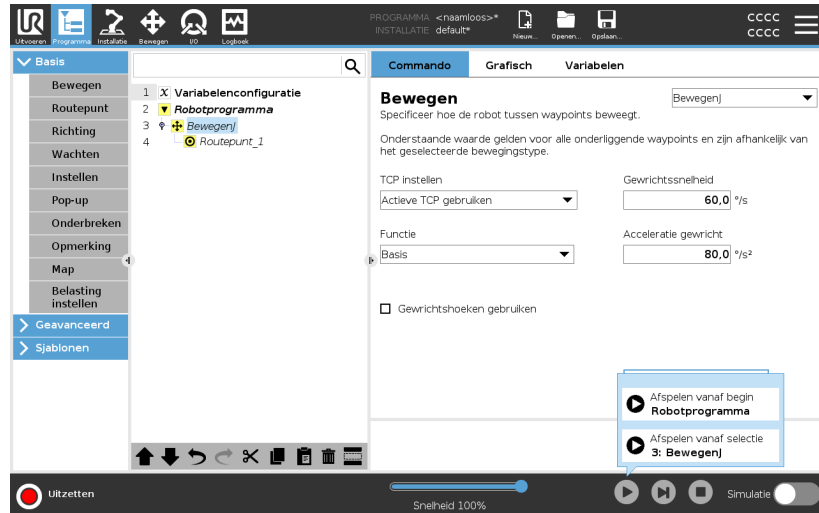 UR
Uitvoeren
Programma
Installatie
Bewegen
I/O
Logboek
PROGRAMMA <naamloos>*
INSTALLATIE default*
Nieuw...
Openen...
Opslaan...
CCCC
CCCC
Basis
Bewegen
Routepunt
Richting
Wachten
Instellen
Pop-up
Onderbreken
Opmerking
Map
Belasting
instellen
Geavanceerd
Sjablonen
1 X Variabelenconfiguratie
2 Robotprogramma
3 BewegenJ
4 Routepunt_1
Commando Grafisch Variabelen
Bewegen
BewegenJ
Specificeer hoe de robot tussen waypoints beweegt.
Onderstaande waarde gelden voor alle onderliggende waypoints en zijn afhankelijk van
het geselecteerde bewegingstype.
TCP instellen
Gewrichtssnelheid
Actieve TCP gebruiken
60,0 °/s
Functie
Acceleratie gewricht
Basis
80,0 °/s²
Gewrichtshoeken gebruiken
Afspelen vanaf begin
Robotprogramma
Afspelen vanaf selectie
3: BewegenJ
Uitzetten
Snelheid 100%
Simulatie